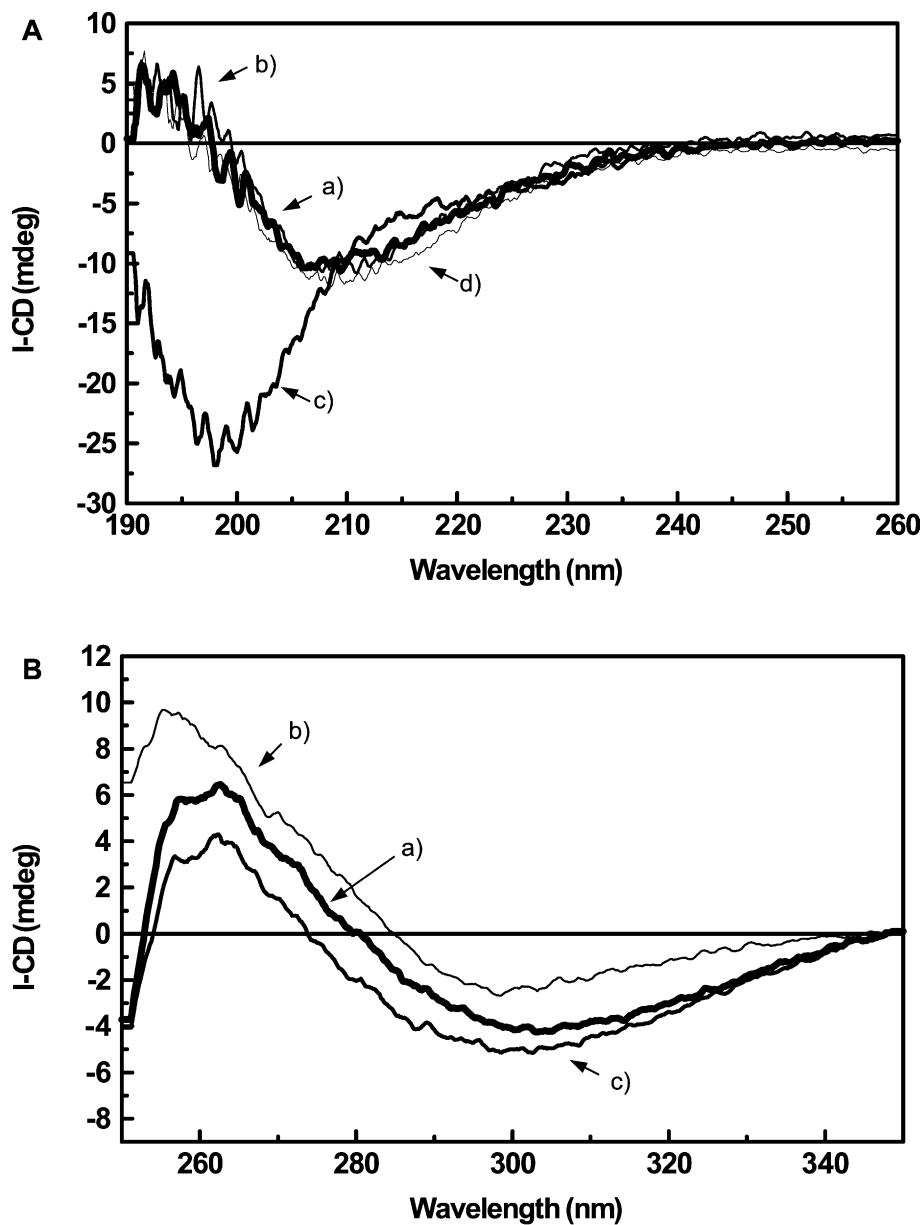 A
10
5
0
-5
-10
-15
-20
-25
-30
I-CD (mdeg)
b)
a)
d)
c)
190 200 210 220 230 240 250 260
Wavelength (nm)
B
12
10
8
6
4
2
0
-2
-4
-6
-8
I-CD (mdeg)
b)
a)
c)
260 280 300 320 340
Wavelength (nm)